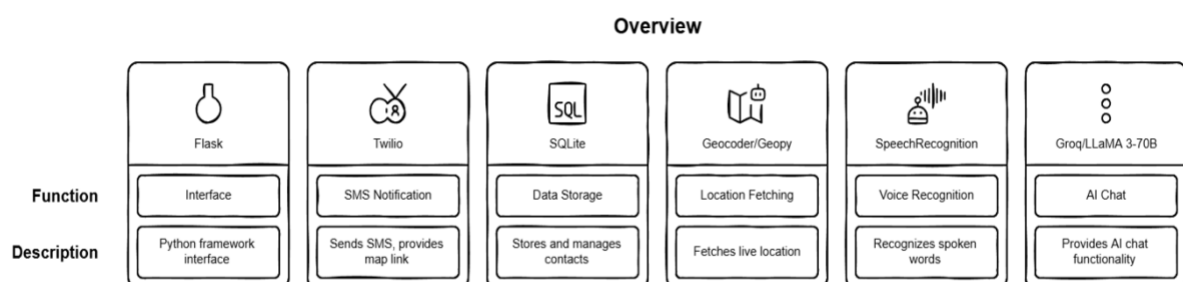 Overview
Flask
Twilio
SQL
SQLite
Geocoder/Geopy
SpeechRecognition
Groq/LLaMA 3-70B
Function
Interface
SMS Notification
Data Storage
Location Fetching
Voice Recognition
AI Chat
Description
Python framework
interface
Sends SMS, provides
map link
Stores and manages
contacts
Fetches live location
Recognizes spoken
words
Provides AI chat
functionality